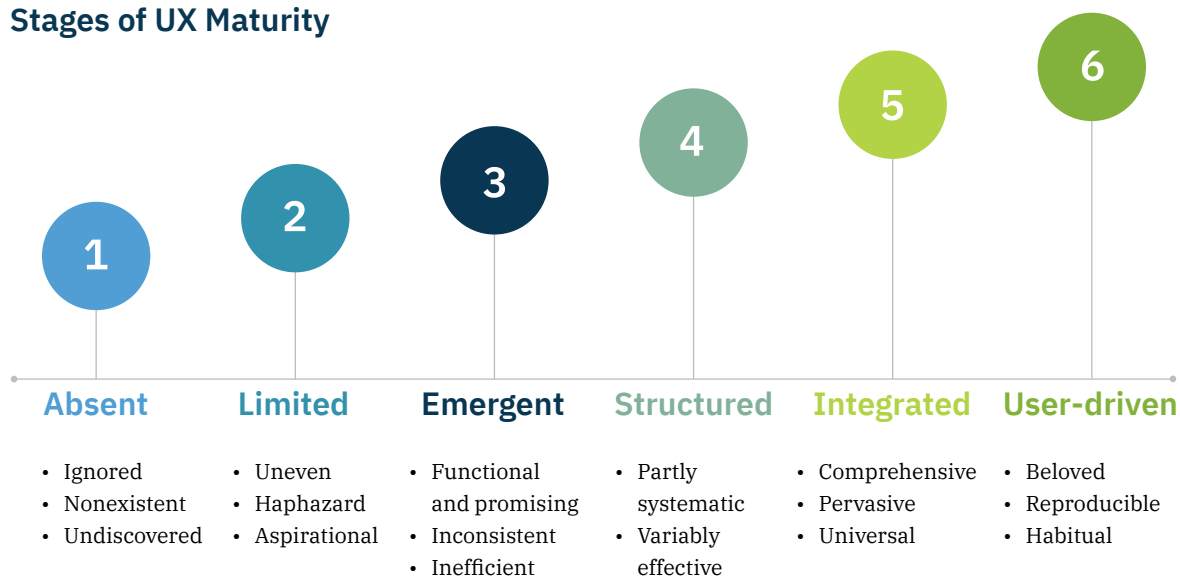 Stages of UX Maturity
1
2
3
4
5
6
Absent
Limited
Emergent
Structured
Integrated
User-driven
• Ignored
• Nonexistent
• Undiscovered
• Uneven
• Haphazard
• Aspirational
• Functional
and promising
• Inconsistent
• Inefficient
• Partly
systematic
• Variably
effective
• Comprehensive
• Pervasive
• Universal
• Beloved
• Reproducible
• Habitual